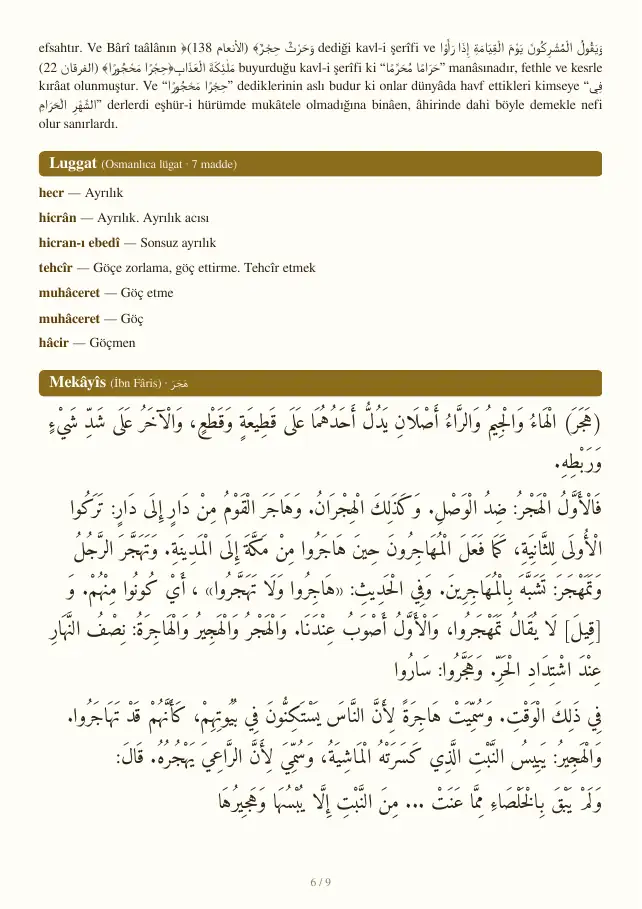 efsahtır. Ve Bârî taâlânın ﴿وَحَرْثٌ حِجْرٌ﴾ (الأنعام 138) dediği kavl-i şerîfi ve وَيَقُولُ الْمُشْرِكُونَ يَوْمَ الْقِيَامَةِ إِذَا رَأَوْا
مَلٰئِكَةَ الْعَذَابِ﴿حِجْرًا مَحْجُورًا﴾ (الفرقان 22) buyurduğu kavl-i şerîfi ki “حَرَامًا مُحَرَّمًا” manâsınadır, fethle ve kesrle
kırâat olunmuştur. Ve “حِجْرًا مَحْجُورًا” dediklerinin aslı budur ki onlar dünyâda havf ettikleri kimseye “فِي
الشَّهْرِ الْحَرَامِ” derlerdi eşhür-i hürümde mukâtele olmadığına binâen, âhirinde dahi böyle demekle nefi
olur sanırlardı.
Luggat (Osmanlıca lügat · 7 madde)
hecr — Ayrılık
hicrân — Ayrılık. Ayrılık acısı
hicran-ı ebedî — Sonsuz ayrılık
tehcîr — Göçe zorlama, göç ettirme. Tehcîr etmek
muhâceret — Göç etme
muhâceret — Göç
hâcir — Göçmen
Mekâyîs (İbn Fâris) · هَجَرَ
(هَجَرَ) الْهَاءُ وَالْجِيمُ وَالرَّاءُ أَصْلَانِ يَدُلُّ أَحَدُهُمَا عَلَى قَطِيعَةٍ وَقَطْعٍ، وَالْآخَرُ عَلَى شَدِّ شَيْءٍ
وَرَبْطِهِ.
فَالْأَوَّلُ الْهَجْرُ: ضِدُ الْوَصْلِ. وَكَذَلِكَ الْهِجْرَانُ. وَهَاجَرَ الْقَوْمُ مِنْ دَارٍ إِلَى دَارٍ: تَرَكُوا
الْأُولَى لِلثَّانِيَةِ، كَمَا فَعَلَ الْمُهَاجِرُونَ حِينَ هَاجَرُوا مِنْ مَكَّةَ إِلَى الْمَدِينَةِ. وَتَهَجَّرَ الرَّجُلُ
وَتَمَهْجَرَ: تَشَبَّهَ بِالْمُهَاجِرِينَ. وَفِي الْحَدِيثِ: «هَاجِرُوا وَلَا تَهَجَّرُوا» ، أَيْ كُونُوا مِنْهُمْ. وَ
[قِيلَ] لَا يُقَالُ تَمَهْجَرُوا، وَالْأَوَّلُ أَصْوَبُ عِنْدَنَا. وَالْهَجْرُ وَالْهَجِيرُ وَالْهَاجِرَةُ: نِصْفُ النَّهَارِ
عِنْدَ اشْتِدَادِ الْحَرِّ. وَهَجَّرُوا: سَارُوا
فِي ذَلِكَ الْوَقْتِ. وَسُمِّيَتْ هَاجِرَةً لِأَنَّ النَّاسَ يَسْتَكِنُّونَ فِي بُيُوتِهِمْ، كَأَنَّهُمْ قَدْ تَهَاجَرُوا.
وَالْهَجِيرُ: يَبِيسُ النَّبْتِ الَّذِي كَسَرَتْهُ الْمَاشِيَةُ، وَسُمِّيَ لِأَنَّ الرَّاعِيَ يَهْجُرُهُ. قَالَ:
وَلَمْ يَبْقَ بِالْخَلْصَاءِ مِمَّا عَنَتْ ... مِنَ النَّبْتِ إِلَّا يُبْسُهَا وَهَجِيرُهَا
6 / 9